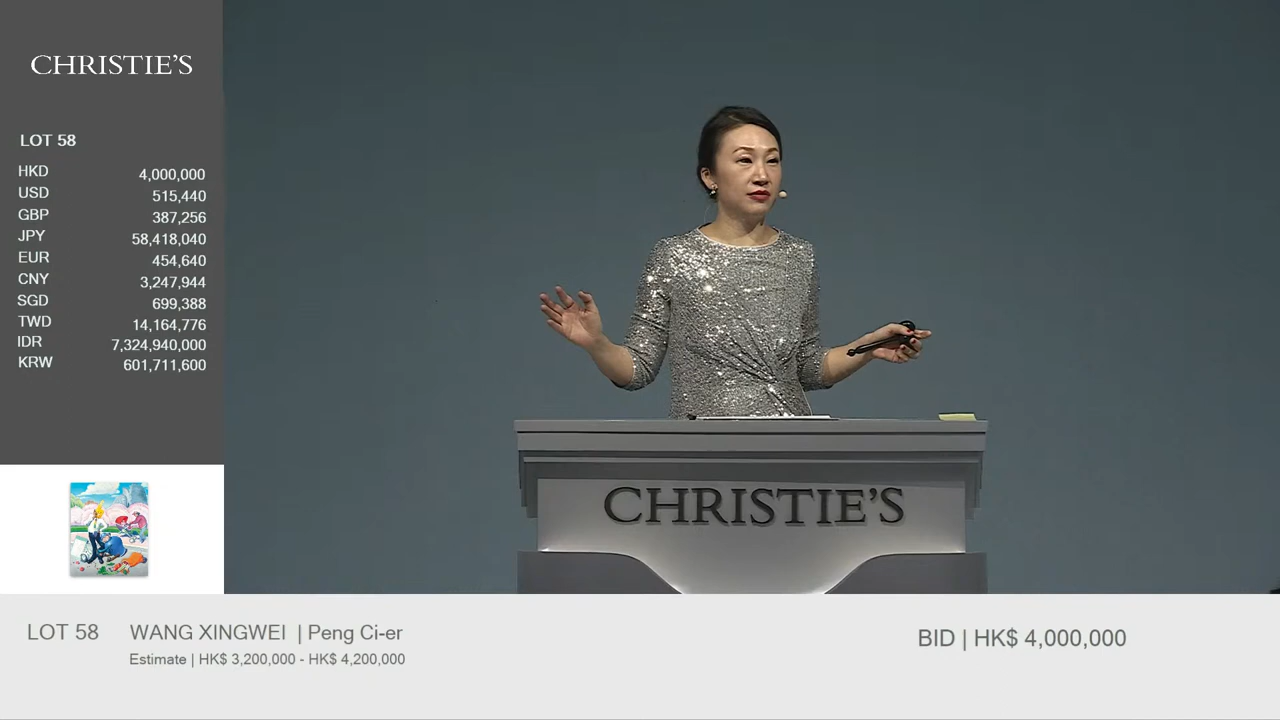 CHRISTIE'S
LOT 58
HKD 4,000,000
USD 515,440
GBP 387,256
JPY 58,418,040
EUR 454,640
CNY 3,247,944
SGD 699,388
TWD 14,164,776
IDR 7,324,940,000
KRW 601,711,600
CHRISTIE'S
LOT 58 WANG XINGWEI | Peng Ci-er
Estimate | HK$ 3,200,000 - HK$ 4,200,000
BID | HK$ 4,000,000